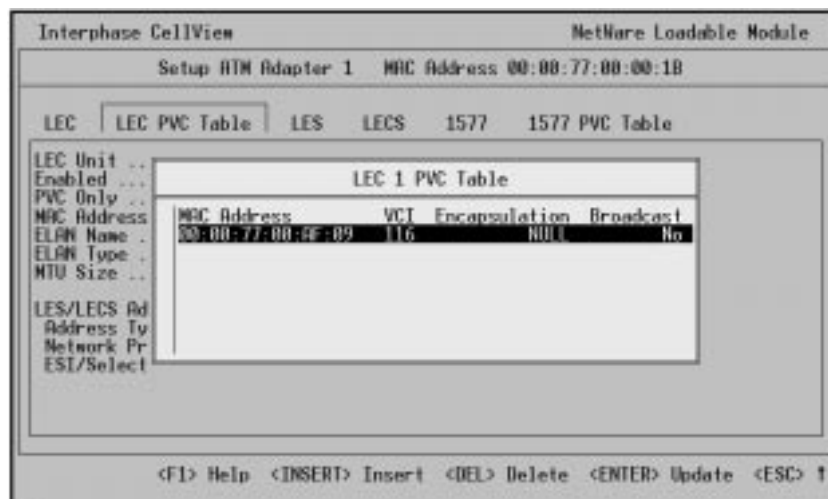 Interphase CellView NetWare Loadable Module
Setup ATM Adapter 1 MAC Address 00:00:77:00:00:1B
LEC LEC PVC Table LES LECS 1577 1577 PVC Table
LEC Unit ..
Enabled ...
PVC Only ..
MAC Address
ELAN Name .
ELAN Type .
MTU Size ..
LES/LECS Ad
Address Ty
Network Pr
ESI/Select
LEC 1 PVC Table
MAC Address VCI Encapsulation Broadcast
00:00:77:00:AF:09 116 NULL No
<F1> Help <INSERT> Insert <DEL> Delete <ENTER> Update <ESC> ↑